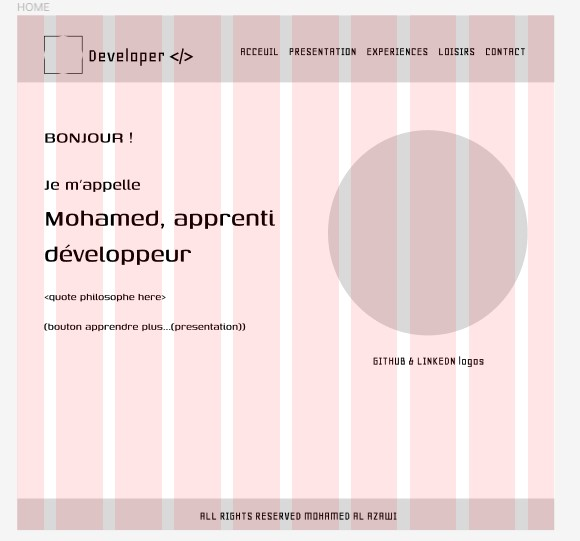 HOME
Developer </>
ACCEUIL PRESENTATION EXPERIENCES LOISIRS CONTACT
BONJOUR !
Je m'appelle
Mohamed, apprenti
développeur
<quote philosophe here>
(bouton apprendre plus...(presentation))
GITHUB & LINKEDN logos
ALL RIGHTS RESERVED MOHAMED AL AZAWI